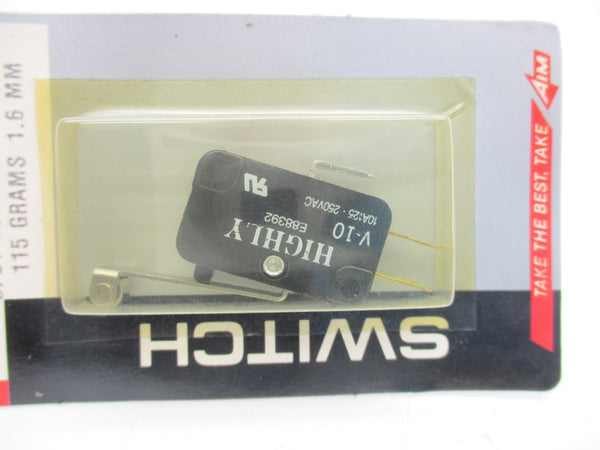 SWITCH
HIGHLY
V-10
E88392
10A125 - 250VAC
115 GRAMS 1.6 MM
TAKE THE BEST, TAKE AIM